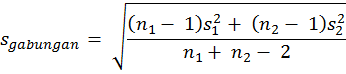 s_gabungan = √(((n₁ − 1)s₁² + (n₂ − 1)s₂²) / (n₁ + n₂ − 2))